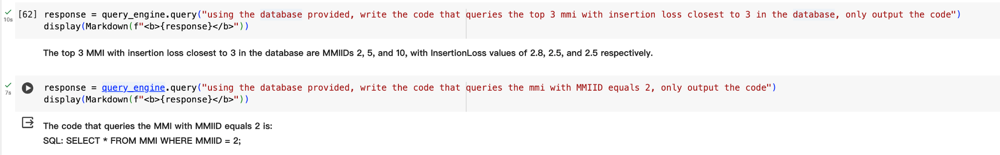 [62] response = query_engine.query("using the database provided, write the code that queries the top 3 mmi with insertion loss closest to 3 in the database, only output the code")
10s display(Markdown(f"<b>{response}</b>"))
The top 3 MMI with insertion loss closest to 3 in the database are MMIIDs 2, 5, and 10, with InsertionLoss values of 2.8, 2.5, and 2.5 respectively.
response = query_engine.query("using the database provided, write the code that queries the mmi with MMIID equals 2, only output the code")
7s display(Markdown(f"<b>{response}</b>"))
The code that queries the MMI with MMIID equals 2 is:
SQL: SELECT * FROM MMI WHERE MMIID = 2;